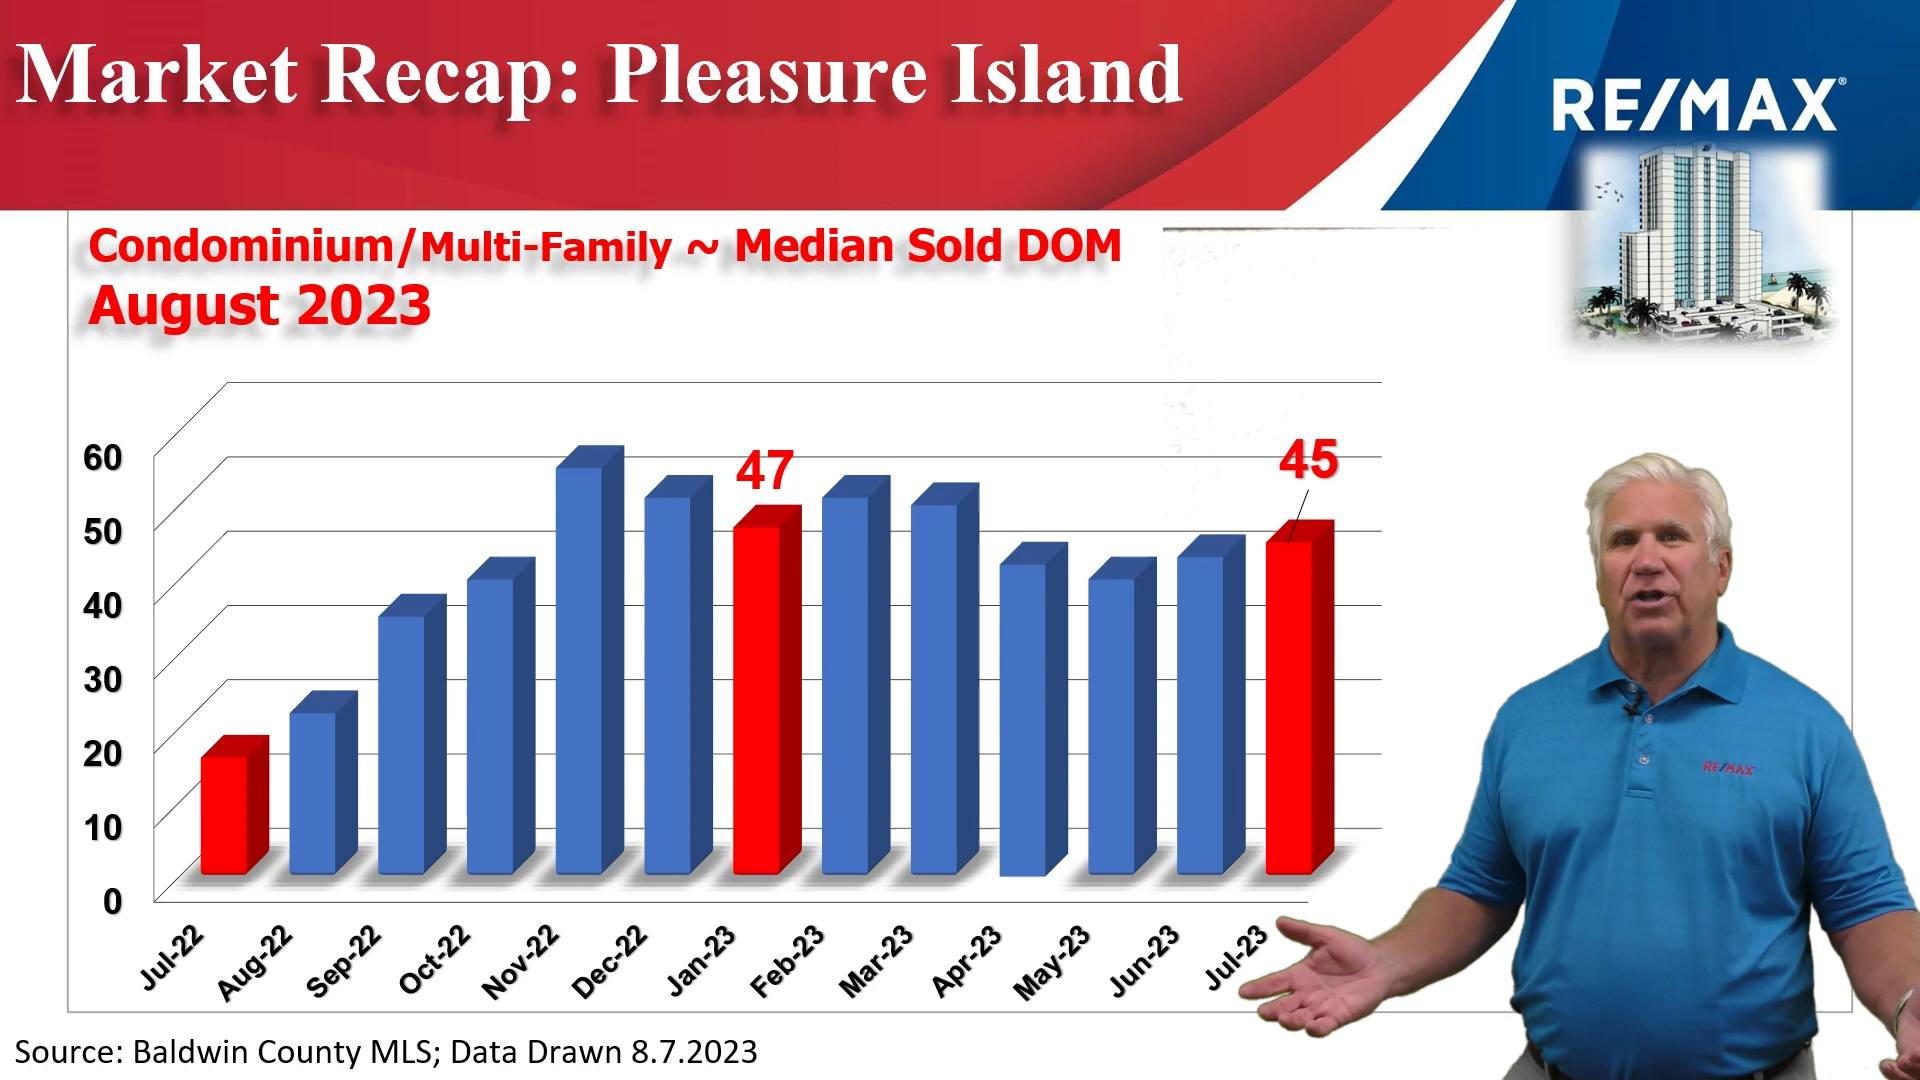 Market Recap: Pleasure Island
RE/MAX®
Condominium/Multi-Family ~ Median Sold DOM
August 2023
60
50
40
30
20
10
0
47
45
Jul-22
Aug-22
Sep-22
Oct-22
Nov-22
Dec-22
Jan-23
Feb-23
Mar-23
Apr-23
May-23
Jun-23
Jul-23
RE/MAX
Source: Baldwin County MLS; Data Drawn 8.7.2023